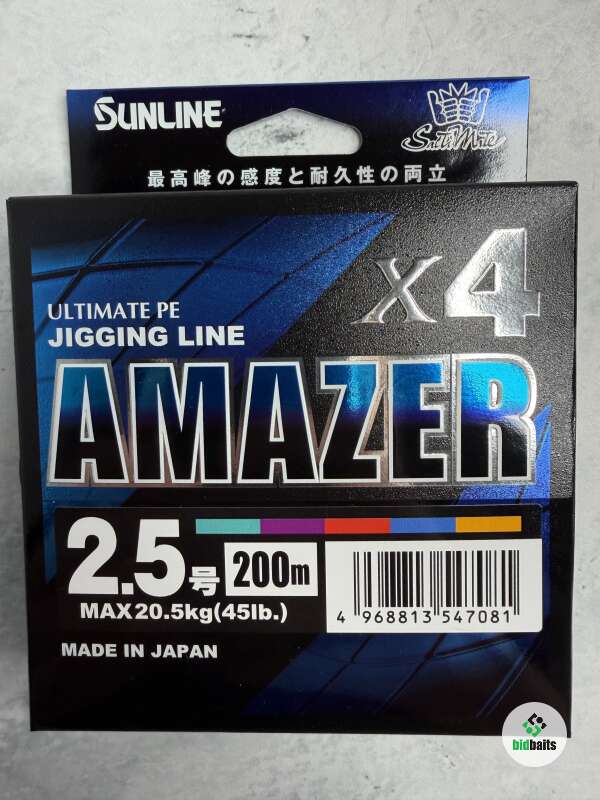 SUNLINE
SaltiMate
最高峰の感度と耐久性の両立
X4
ULTIMATE PE
JIGGING LINE
AMAZER
2.5号 200m
MAX20.5kg(45lb.)
4 968813 547081
MADE IN JAPAN
bidbaits